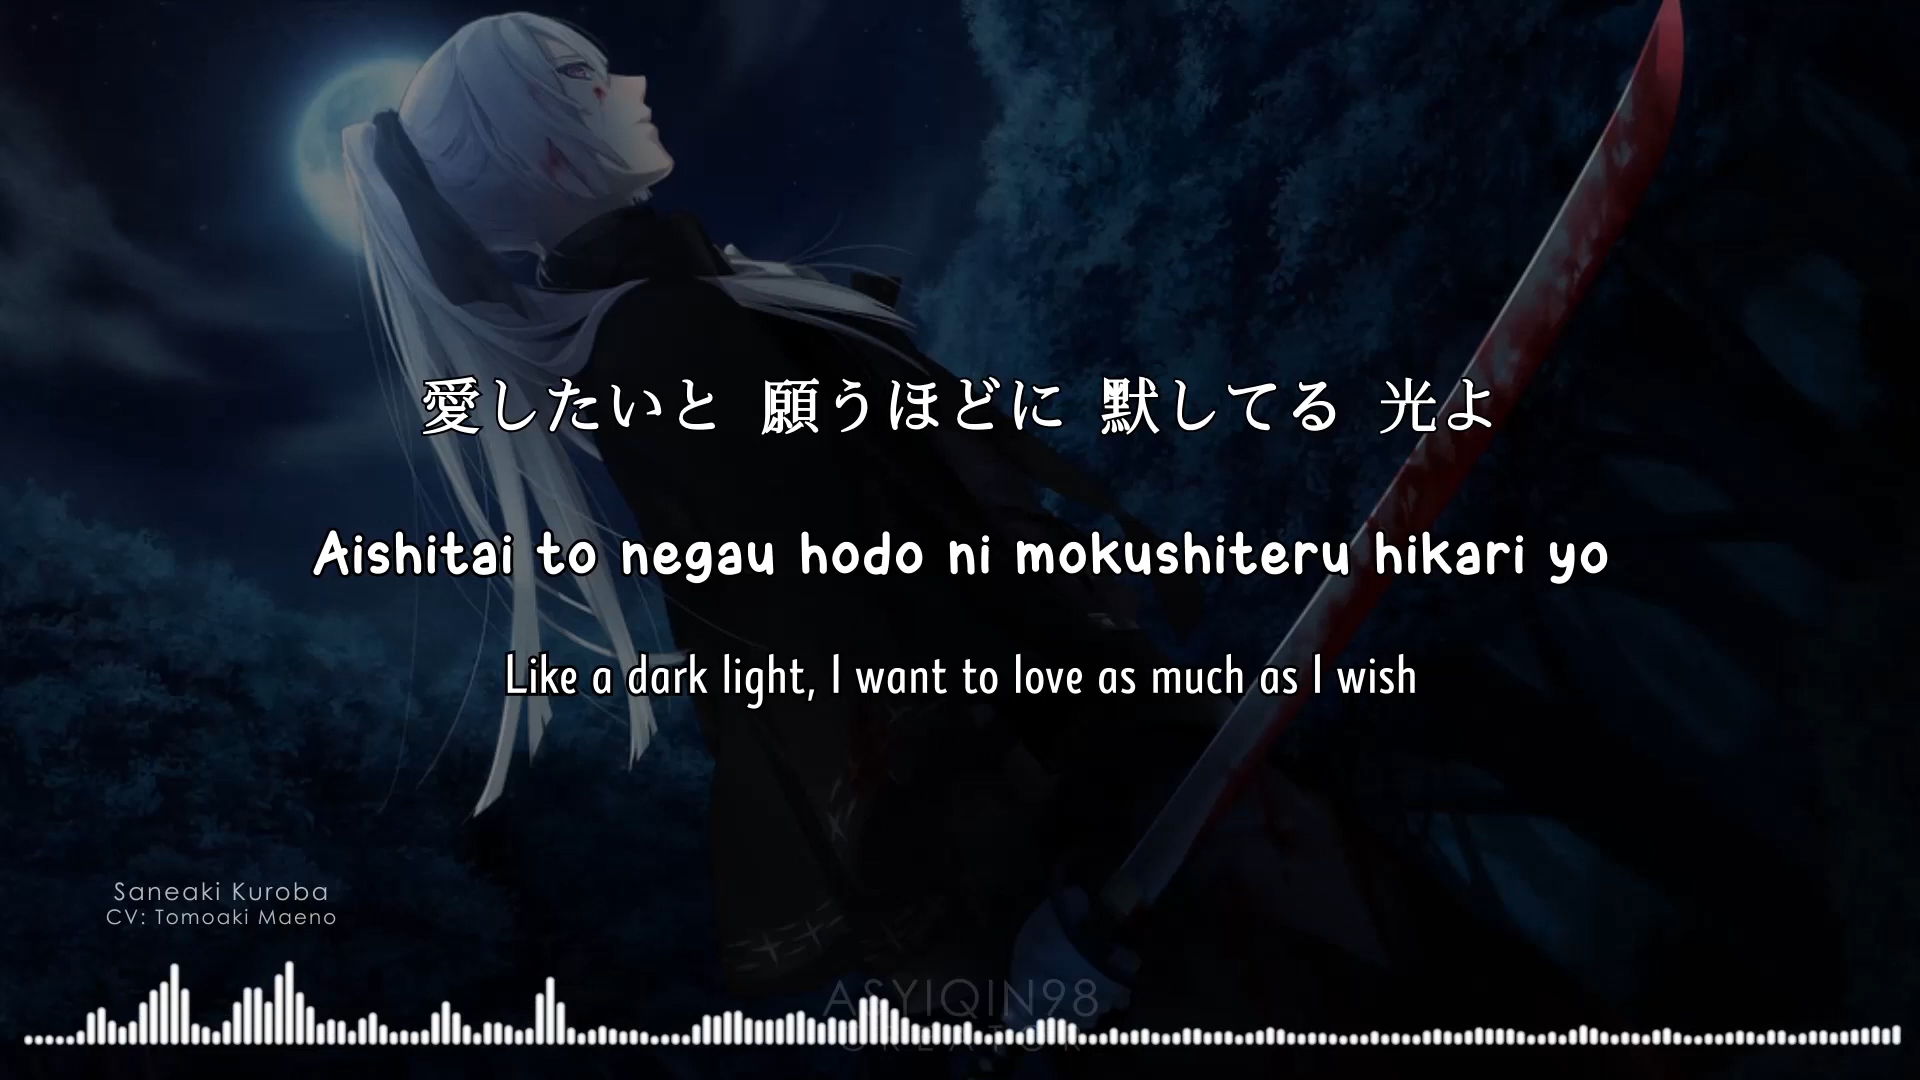 愛したいと 願うほどに 默してる 光よ
Aishitai to negau hodo ni mokushiteru hikari yo
Like a dark light, I want to love as much as I wish
Saneaki Kuroba
CV: Tomoaki Maeno
ASYIQIN98
CREATOR